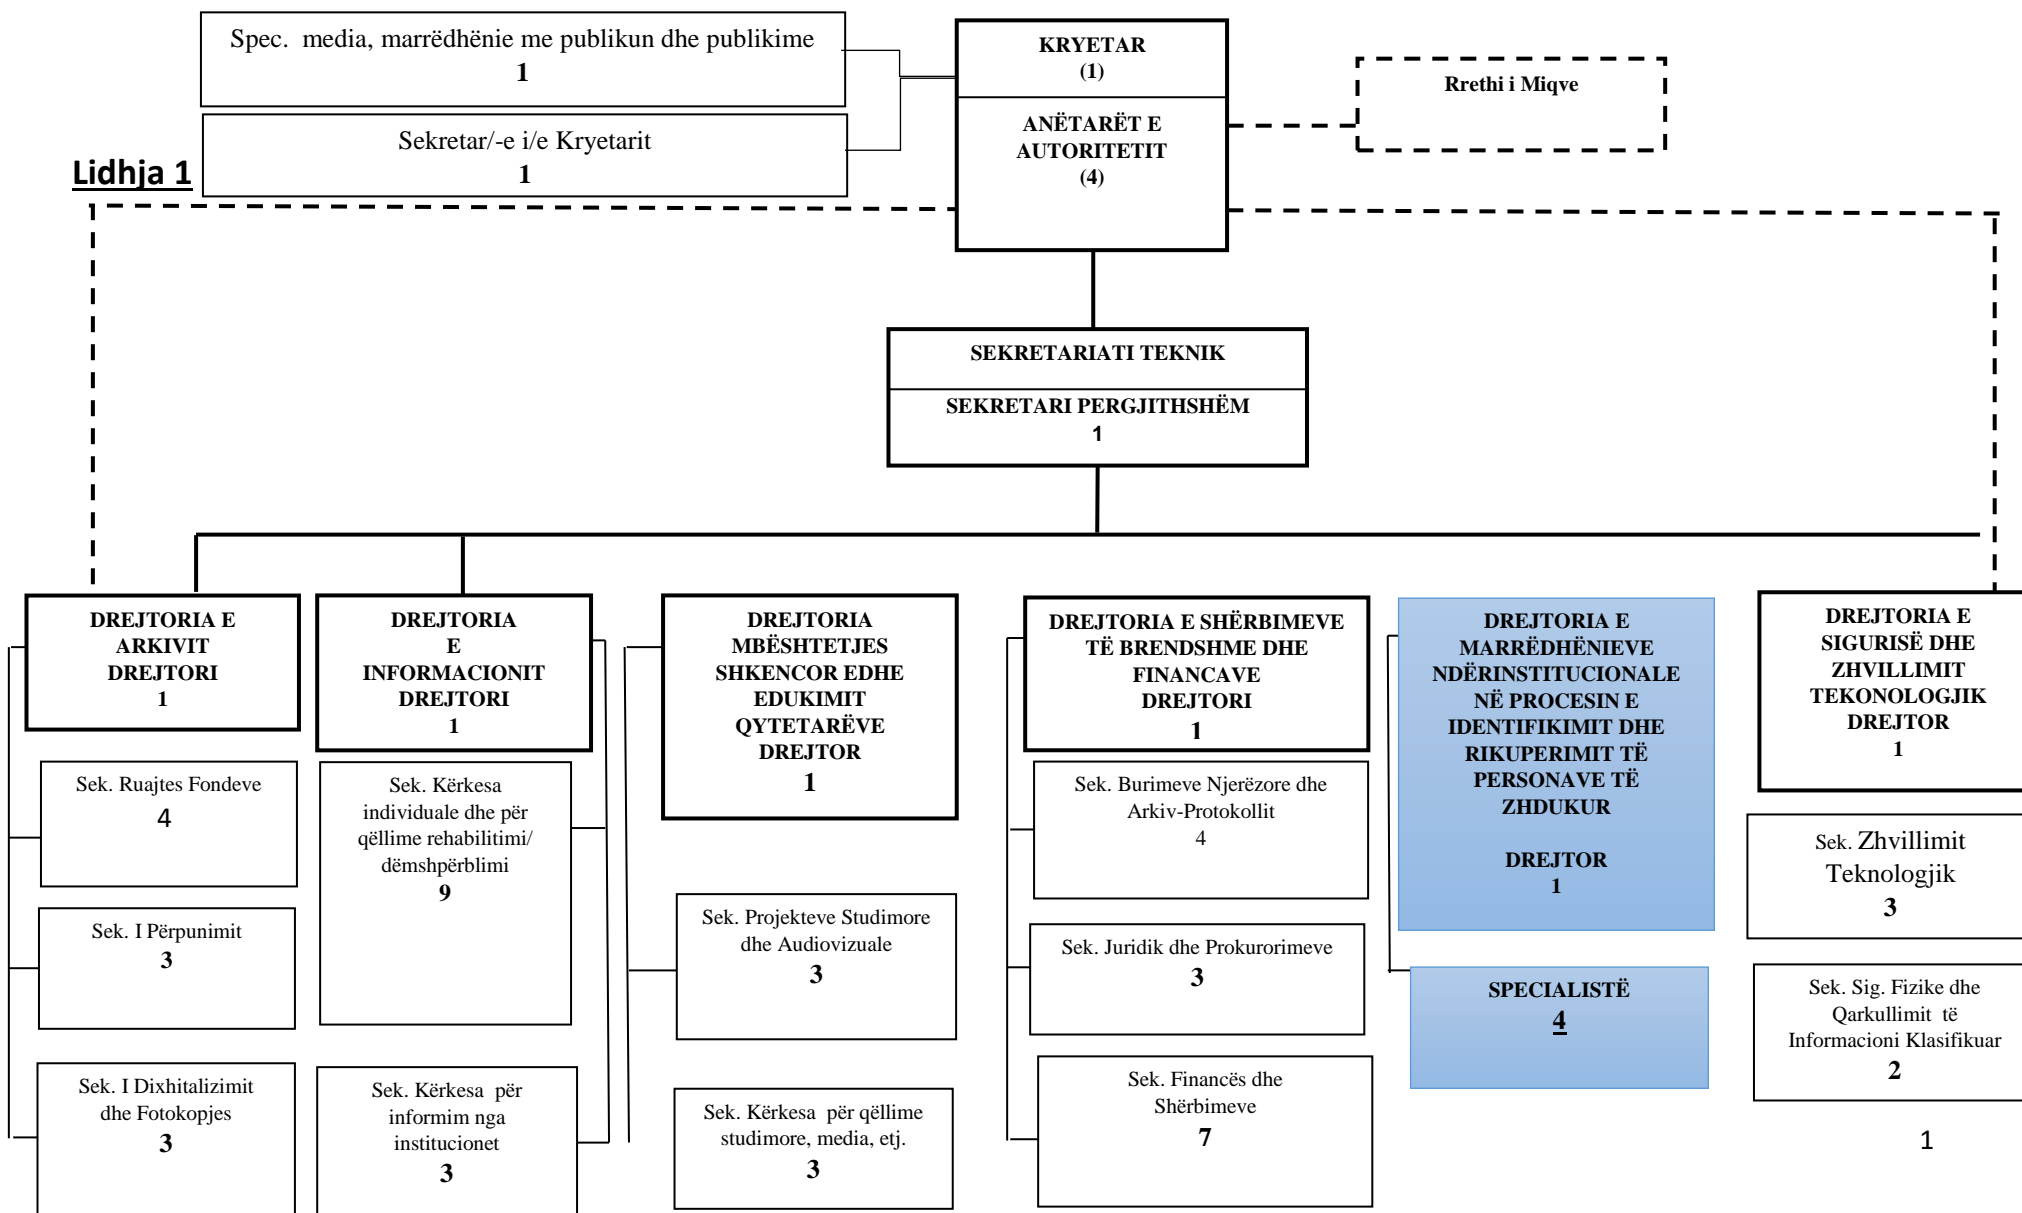 Spec. media, marrëdhënie me publikun dhe publikime
1
Sekretar/-e i/e Kryetarit
1
Lidhja 1
KRYETAR
(1)
ANËTARËT E
AUTORITETIT
(4)
Rrethi i Miqve
SEKRETARIATI TEKNIK
SEKRETARI PERGJITHSHËM
1
DREJTORIA E
ARKIVIT
DREJTORI
1
Sek. Ruajtes Fondeve
4
Sek. I Përpunimit
3
Sek. I Dixhitalizimit
dhe Fotokopjes
3
DREJTORIA
E
INFORMACIONIT
DREJTORI
1
Sek. Kërkesa
individuale dhe për
qëllime rehabilitimi/
dëmshpërblimi
9
Sek. Kërkesa për
informim nga
institucionet
3
DREJTORIA
MBËSHTETJES
SHKENCOR EDHE
EDUKIMIT
QYTETARËVE
DREJTOR
1
Sek. Projekteve Studimore
dhe Audiovizuale
3
Sek. Kërkesa për qëllime
studimore, media, etj.
3
DREJTORIA E SHËRBIMEVE
TË BRENDSHME DHE
FINANCAVE
DREJTORI
1
Sek. Burimeve Njerëzore dhe
Arkiv-Protokollit
4
Sek. Juridik dhe Prokurorimeve
3
Sek. Financës dhe
Shërbimeve
7
DREJTORIA E
MARRËDHËNIEVE
NDËRINSTITUCIONALE
NË PROCESIN E
IDENTIFIKIMIT DHE
RIKUPERIMIT TË
PERSONAVE TË
ZHDUKUR
DREJTOR
1
SPECIALISTË
4
DREJTORIA E
SIGURISË DHE
ZHVILLIMIT
TEKONOLOGJIK
DREJTOR
1
Sek. Zhvillimit
Teknologjik
3
Sek. Sig. Fizike dhe
Qarkullimit të
Informacioni Klasifikuar
2
1